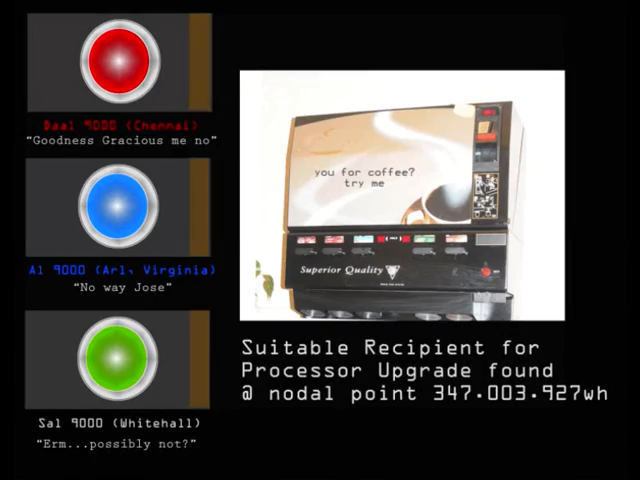 Daal 9000 (Chennai)
"Goodness Gracious me no"
Al 9000 (Arl, Virginia)
"No way Jose"
Sal 9000 (Whitehall)
"Erm...possibly not?"
you for coffee?
try me
Superior Quality
Suitable Recipient for
Processor Upgrade found
@ nodal point 347.003.927wh